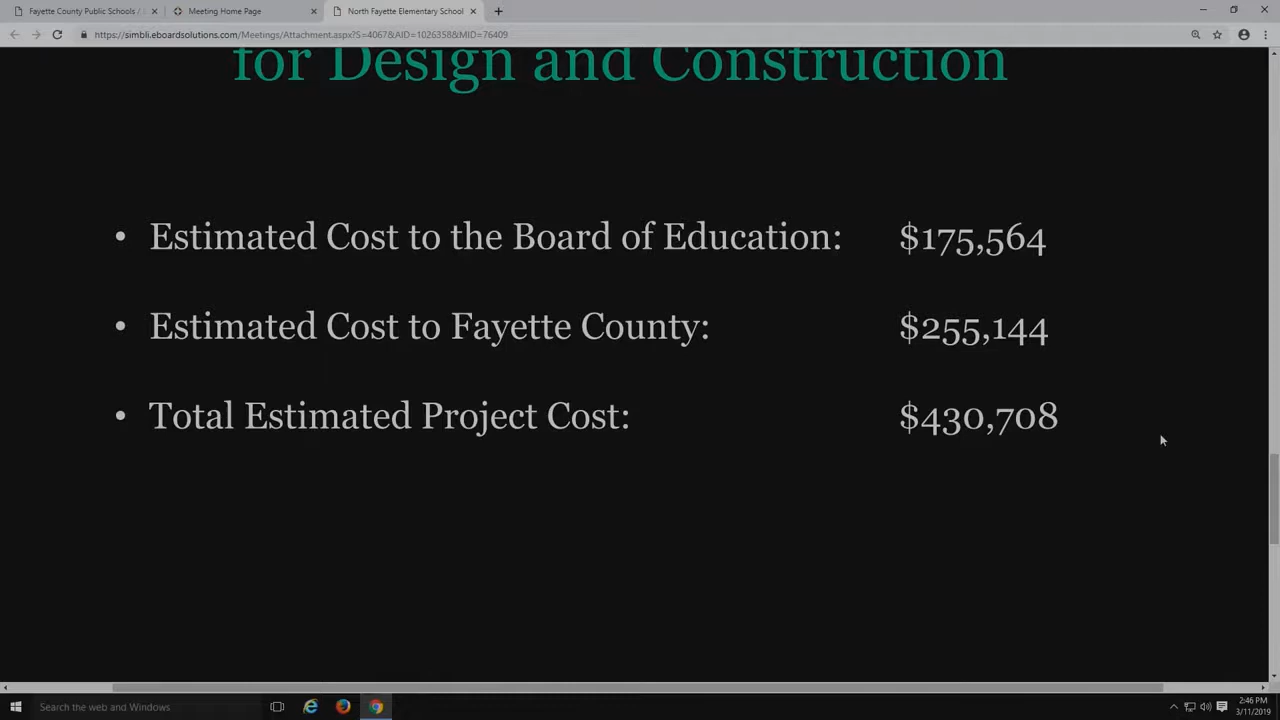 Fayette County Public Schools /
Meeting Home Page
North Fayette Elementary School
https://simbli.eboardsolutions.com/Meetings/Attachment.aspx?S=4067&AID=1026358&MID=76409
for Design and Construction
• Estimated Cost to the Board of Education: $175,564
• Estimated Cost to Fayette County: $255,144
• Total Estimated Project Cost: $430,708
Search the web and Windows
2:46 PM
3/11/2019